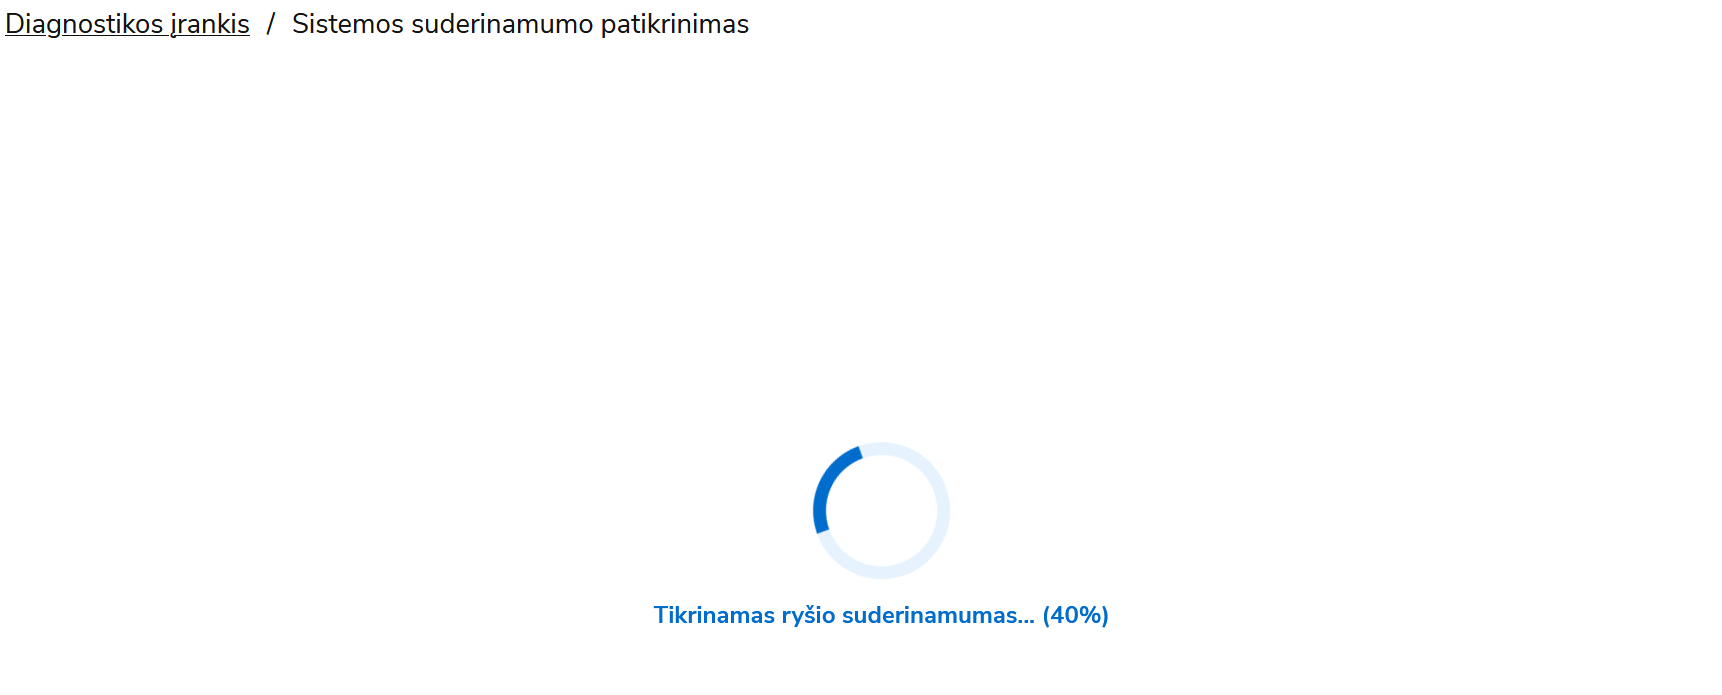 Diagnostikos įrankis / Sistemos suderinamumo patikrinimas
Tikrinamas ryšio suderinamumas... (40%)